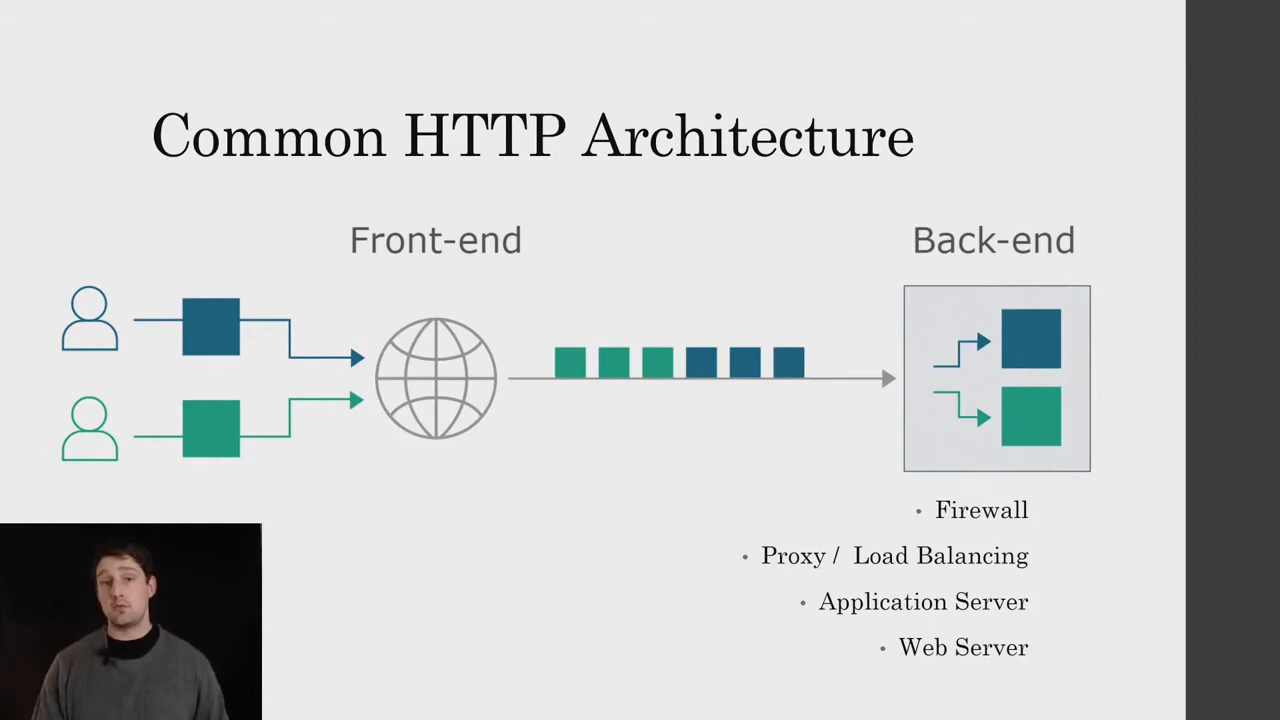 Common HTTP Architecture
Front-end
Back-end
• Firewall
• Proxy / Load Balancing
• Application Server
• Web Server